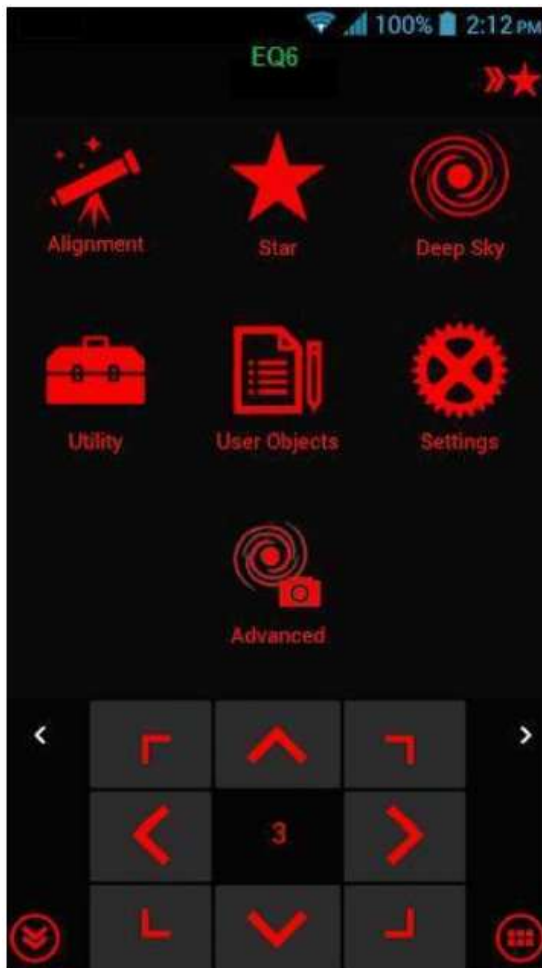 100% 2:12 PM
EQ6
Alignment Star Deep Sky
Utility User Objects Settings
Advanced
3